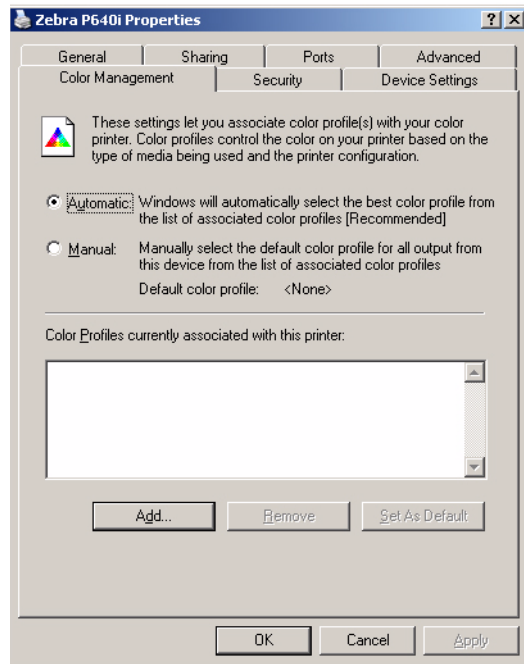 Zebra P640i Properties
General Sharing Ports Advanced
Color Management Security Device Settings
These settings let you associate color profile(s) with your color
printer. Color profiles control the color on your printer based on the
type of media being used and the printer configuration.
Automatic: Windows will automatically select the best color profile from
the list of associated color profiles [Recommended]
Manual: Manually select the default color profile for all output from
this device from the list of associated color profiles
Default color profile: <None>
Color Profiles currently associated with this printer:
Add... Remove Set As Default
OK Cancel Apply